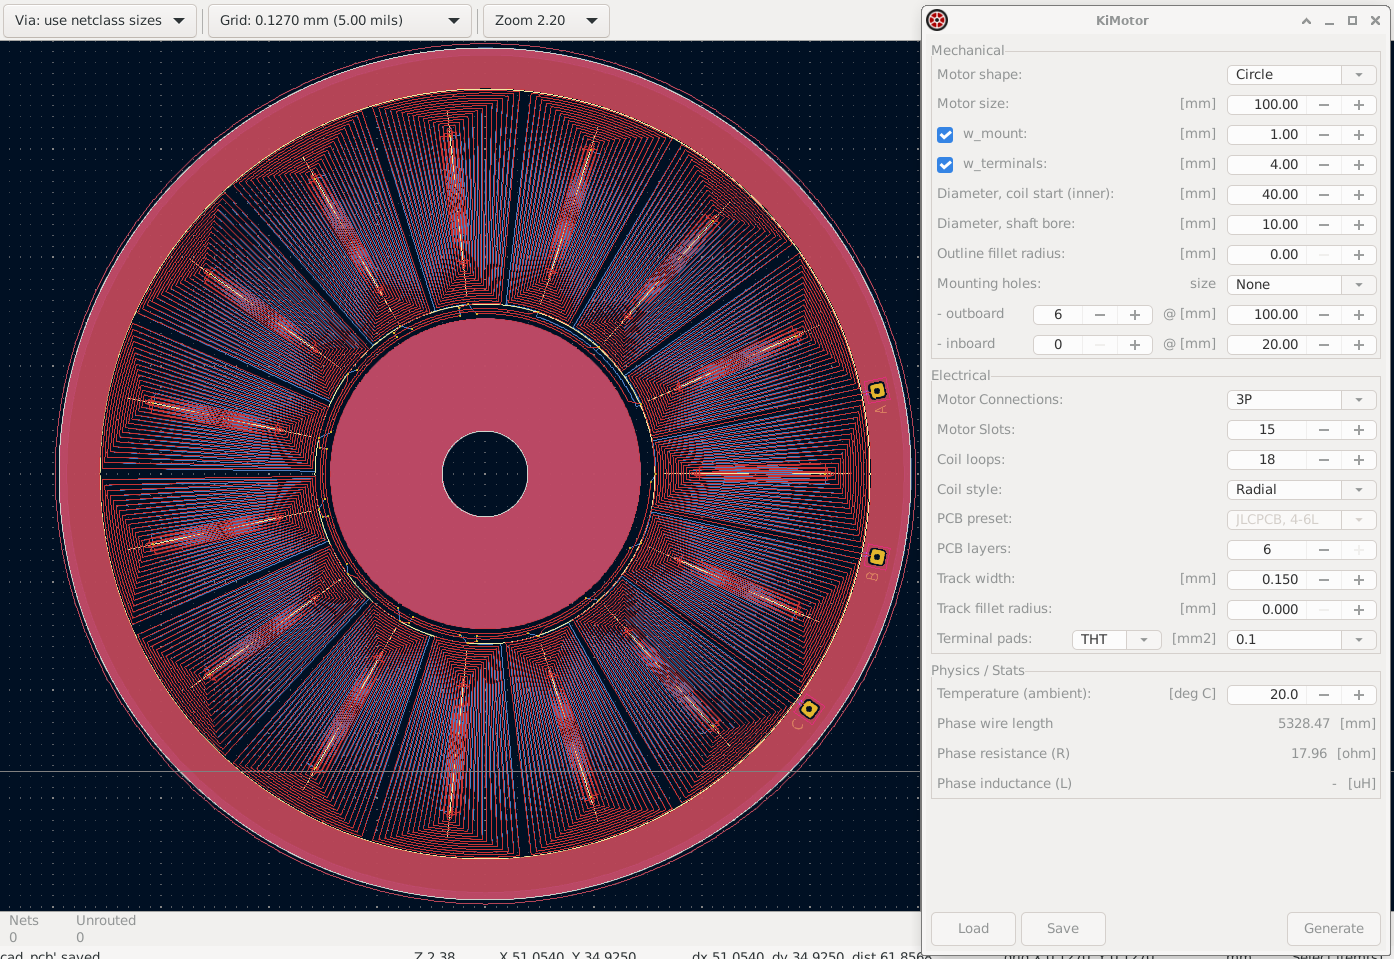 Via: use netclass sizes Grid: 0.1270 mm (5.00 mils) Zoom 2.20
KiMotor
Mechanical
Motor shape: Circle
Motor size: [mm] 100.00
w_mount: [mm] 1.00
w_terminals: [mm] 4.00
Diameter, coil start (inner): [mm] 40.00
Diameter, shaft bore: [mm] 10.00
Outline fillet radius: [mm] 0.00
Mounting holes: size None
- outboard 6 @ [mm] 100.00
- inboard 0 @ [mm] 20.00
Electrical
Motor Connections: 3P
Motor Slots: 15
Coil loops: 18
Coil style: Radial
PCB preset: JLCPCB, 4-6L
PCB layers: 6
Track width: [mm] 0.150
Track fillet radius: [mm] 0.000
Terminal pads: THT [mm2] 0.1
Physics / Stats
Temperature (ambient): [deg C] 20.0
Phase wire length 5328.47 [mm]
Phase resistance (R) 17.96 [ohm]
Phase inductance (L) - [uH]
Load Save Generate
A
B
C
Nets Unrouted
0 0
cad_pcb' saved Z 2.38 X 51.0540 Y 34.9250 dx 51.0540 dy 34.9250 dist 61.8568 mm Select item(s)